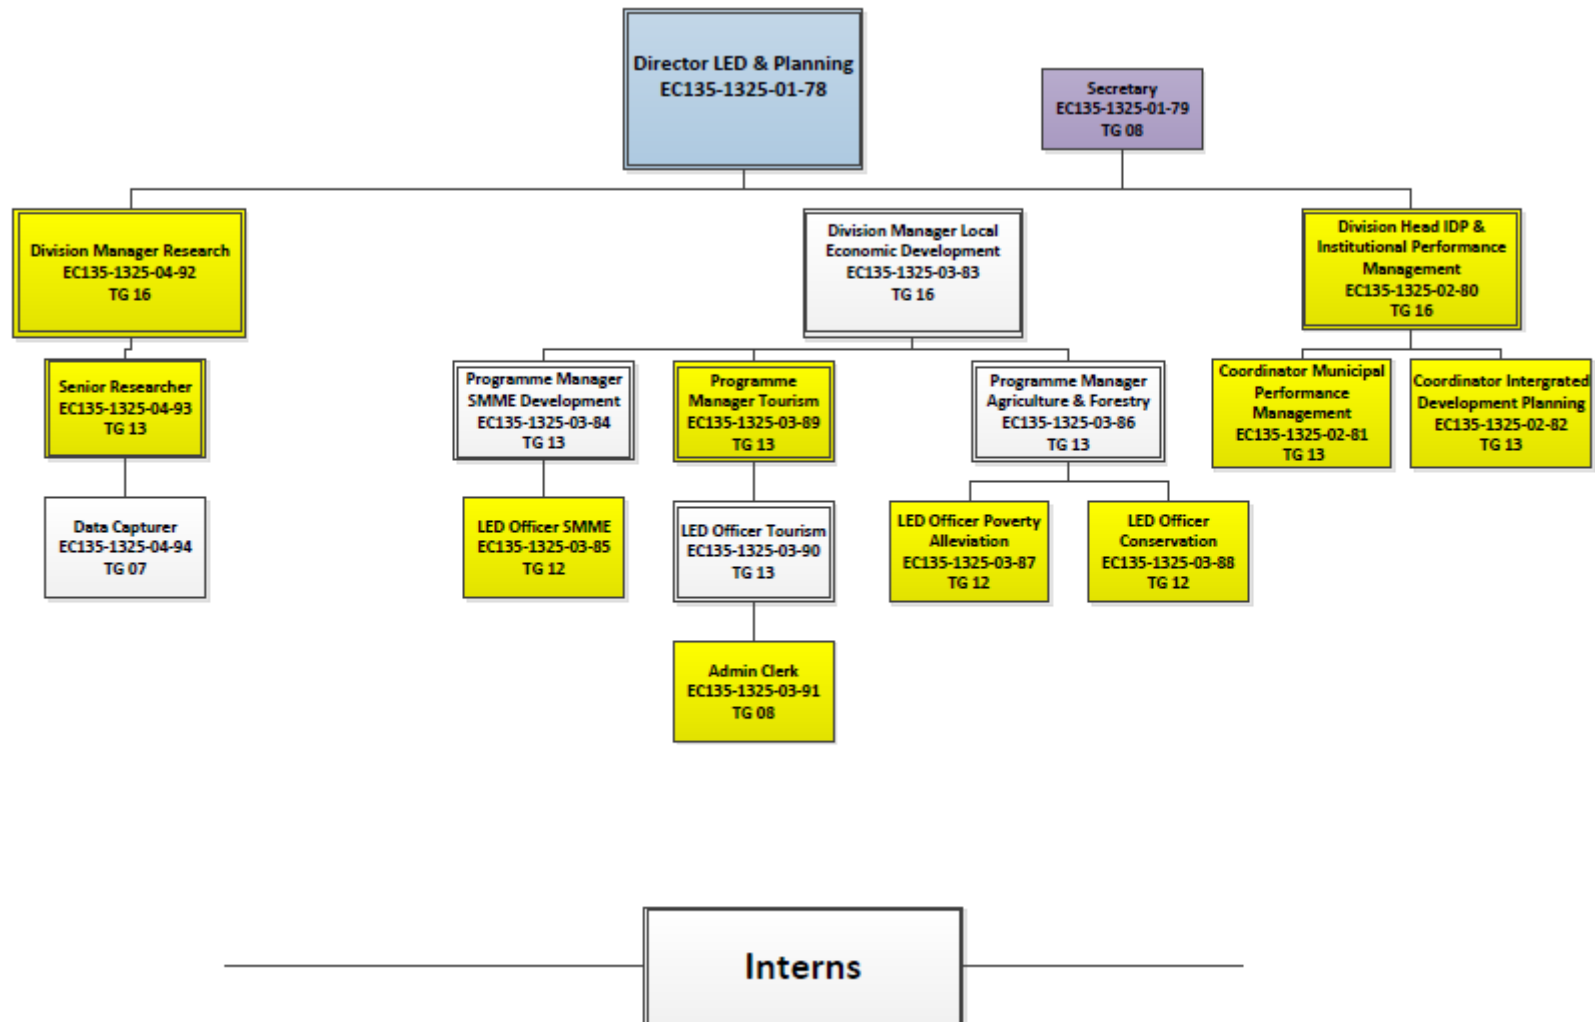 Director LED & Planning
EC135-1325-01-78
Secretary
EC135-1325-01-79
TG 08
Division Manager Research
EC135-1325-04-92
TG 16
Division Manager Local
Economic Development
EC135-1325-03-83
TG 16
Division Head IDP &
Institutional Performance
Management
EC135-1325-02-80
TG 16
Senior Researcher
EC135-1325-04-93
TG 13
Programme Manager
SMME Development
EC135-1325-03-84
TG 13
Programme
Manager Tourism
EC135-1325-03-89
TG 13
Programme Manager
Agriculture & Forestry
EC135-1325-03-86
TG 13
Coordinator Municipal
Performance
Management
EC135-1325-02-81
TG 13
Coordinator Intergrated
Development Planning
EC135-1325-02-82
TG 13
Data Capturer
EC135-1325-04-94
TG 07
LED Officer SMME
EC135-1325-03-85
TG 12
LED Officer Tourism
EC135-1325-03-90
TG 13
LED Officer Poverty
Alleviation
EC135-1325-03-87
TG 12
LED Officer
Conservation
EC135-1325-03-88
TG 12
Admin Clerk
EC135-1325-03-91
TG 08
Interns